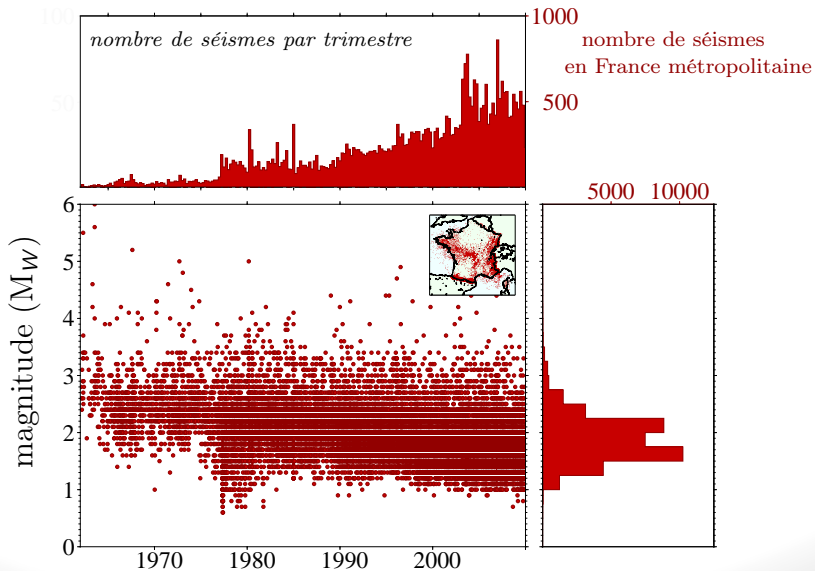 100
1000
nombre de séismes par trimestre
nombre de séismes
en France métropolitaine
50
500
5000 10000
6
5
4
3
2
1
0
magnitude (Mw)
1970 1980 1990 2000